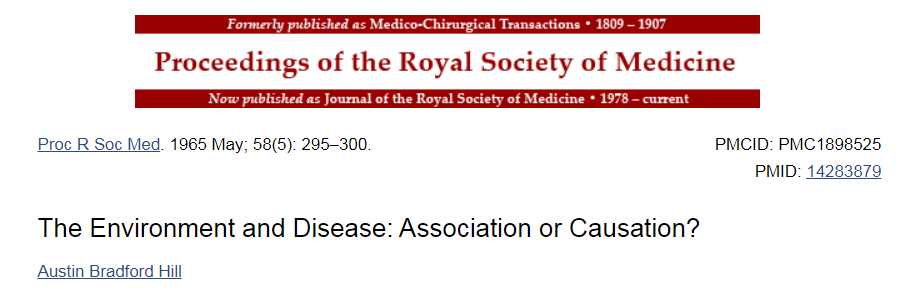 Formerly published as Medico-Chirurgical Transactions • 1809 – 1907
Proceedings of the Royal Society of Medicine
Now published as Journal of the Royal Society of Medicine • 1978 – current
Proc R Soc Med. 1965 May; 58(5): 295–300.
PMCID: PMC1898525
PMID: 14283879
The Environment and Disease: Association or Causation?
Austin Bradford Hill